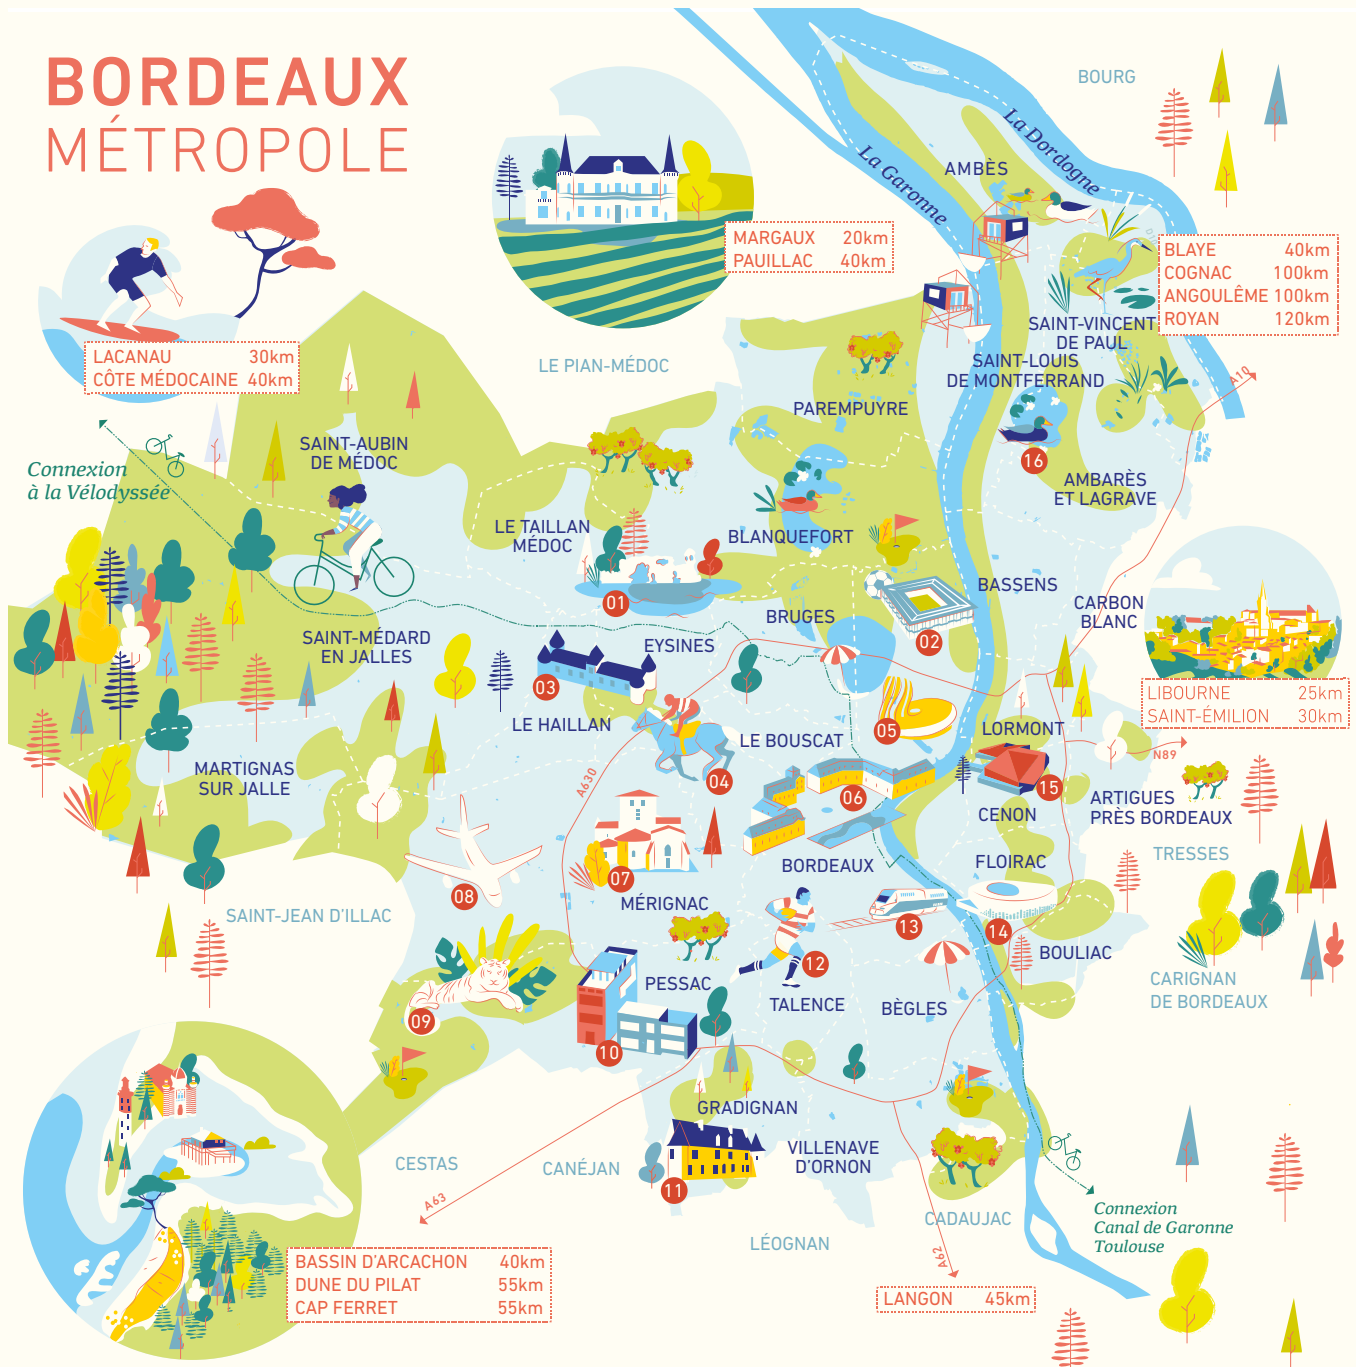 BORDEAUX
MÉTROPOLE
BOURG
La Dordogne
La Garonne
AMBÈS
MARGAUX 20km
PAUILLAC 40km
BLAYE 40km
COGNAC 100km
ANGOULÊME 100km
ROYAN 120km
LACANAU 30km
CÔTE MÉDOCAINE 40km
SAINT-VINCENT
DE PAUL
LE PIAN-MÉDOC
SAINT-LOUIS
DE MONTFERRAND
A10
PAREMPUYRE
SAINT-AUBIN
DE MÉDOC
16
Connexion
à la Vélodyssée
AMBARÈS
ET LAGRAVE
LE TAILLAN
MÉDOC
BLANQUEFORT
BASSENS
01
CARBON
BLANC
BRUGES
02
SAINT-MÉDARD
EN JALLES
EYSINES
03
LIBOURNE 25km
SAINT-ÉMILION 30km
LE HAILLAN
05
LORMONT
LE BOUSCAT
N89
MARTIGNAS
SUR JALLE
A630
04
06
15
ARTIGUES
PRÈS BORDEAUX
CENON
TRESSES
BORDEAUX
FLOIRAC
07
08
MÉRIGNAC
SAINT-JEAN D'ILLAC
13
14
BOULIAC
12
PESSAC
CARIGNAN
DE BORDEAUX
TALENCE
BÈGLES
09
10
GRADIGNAN
VILLENAVE
D'ORNON
CESTAS
CANÉJAN
11
A63
CADAUJAC
Connexion
Canal de Garonne
Toulouse
LÉOGNAN
A62
BASSIN D'ARCACHON 40km
DUNE DU PILAT 55km
CAP FERRET 55km
LANGON 45km